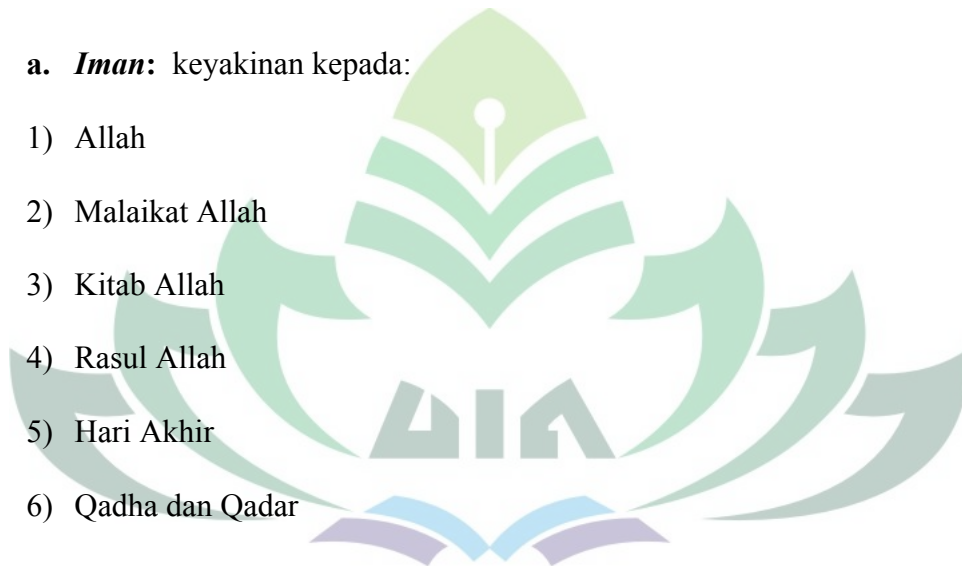 a. Iman: keyakinan kepada:
1) Allah
2) Malaikat Allah
3) Kitab Allah
4) Rasul Allah
5) Hari Akhir
6) Qadha dan Qadar
UIN